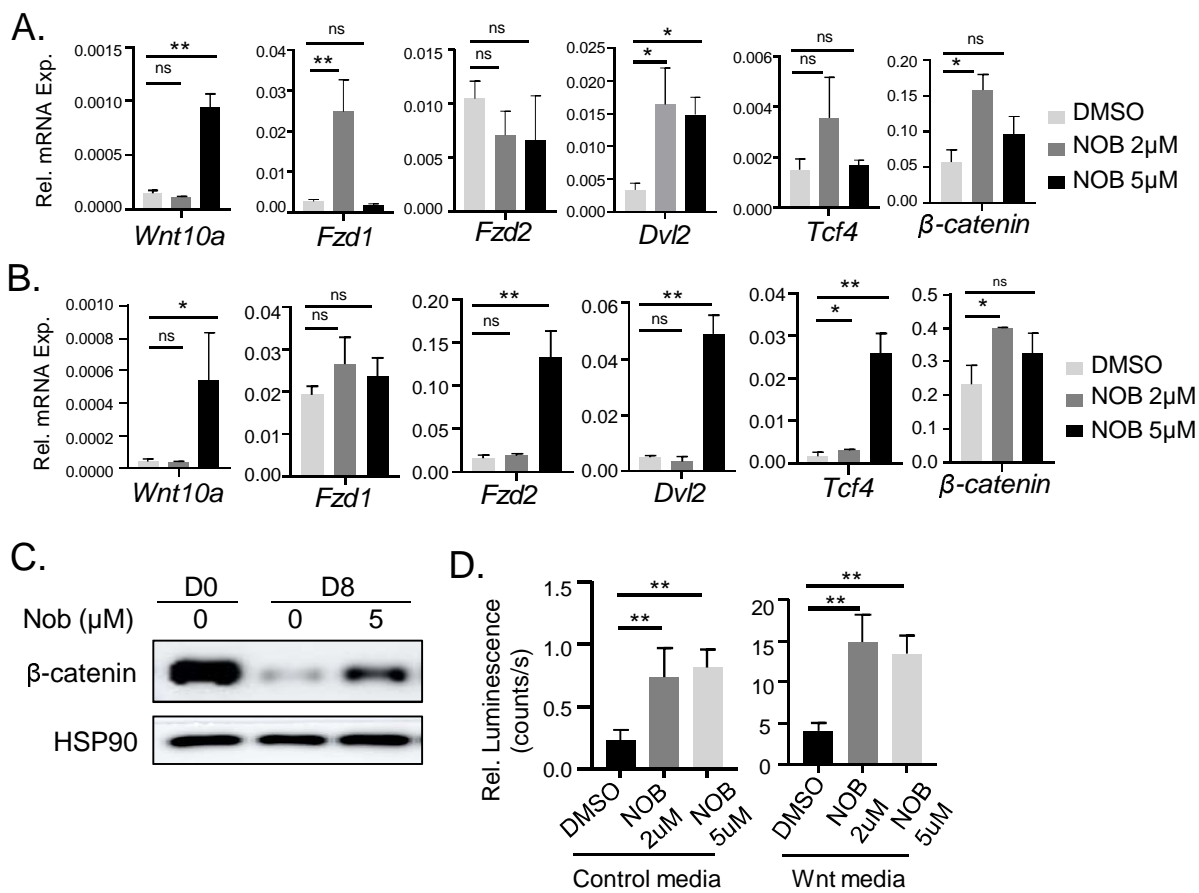 A.
Rel. mRNA Exp.
0.0015
0.0010
0.0005
0.0000
**
ns
Wnt10a
0.04
0.03
0.02
0.01
0.00
ns
**
Fzd1
0.015
0.010
0.005
0.000
ns
ns
Fzd2
0.025
0.020
0.015
0.010
0.005
0.000
*
*
Dvl2
0.006
0.004
0.002
0.000
ns
ns
Tcf4
0.20
0.15
0.10
0.05
0.00
ns
*
β-catenin
DMSO
NOB 2µM
NOB 5µM
B.
Rel. mRNA Exp.
0.0010
0.0008
0.0006
0.0004
0.0002
0.0000
*
ns
Wnt10a
0.04
0.03
0.02
0.01
0.00
ns
ns
Fzd1
0.20
0.15
0.10
0.05
0.00
**
ns
Fzd2
0.06
0.04
0.02
0.00
**
ns
Dvl2
0.04
0.03
0.02
0.01
0.00
**
*
Tcf4
0.5
0.4
0.3
0.2
0.1
0.0
ns
*
β-catenin
DMSO
NOB 2µM
NOB 5µM
C.
D0 D8
Nob (µM) 0 0 5
β-catenin
HSP90
D.
Rel. Luminescence
(counts/s)
1.5
1.0
0.5
0.0
**
**
DMSO
NOB 2uM
NOB 5uM
Control media
20
15
10
5
0
**
**
DMSO
NOB 2uM
NOB 5uM
Wnt media